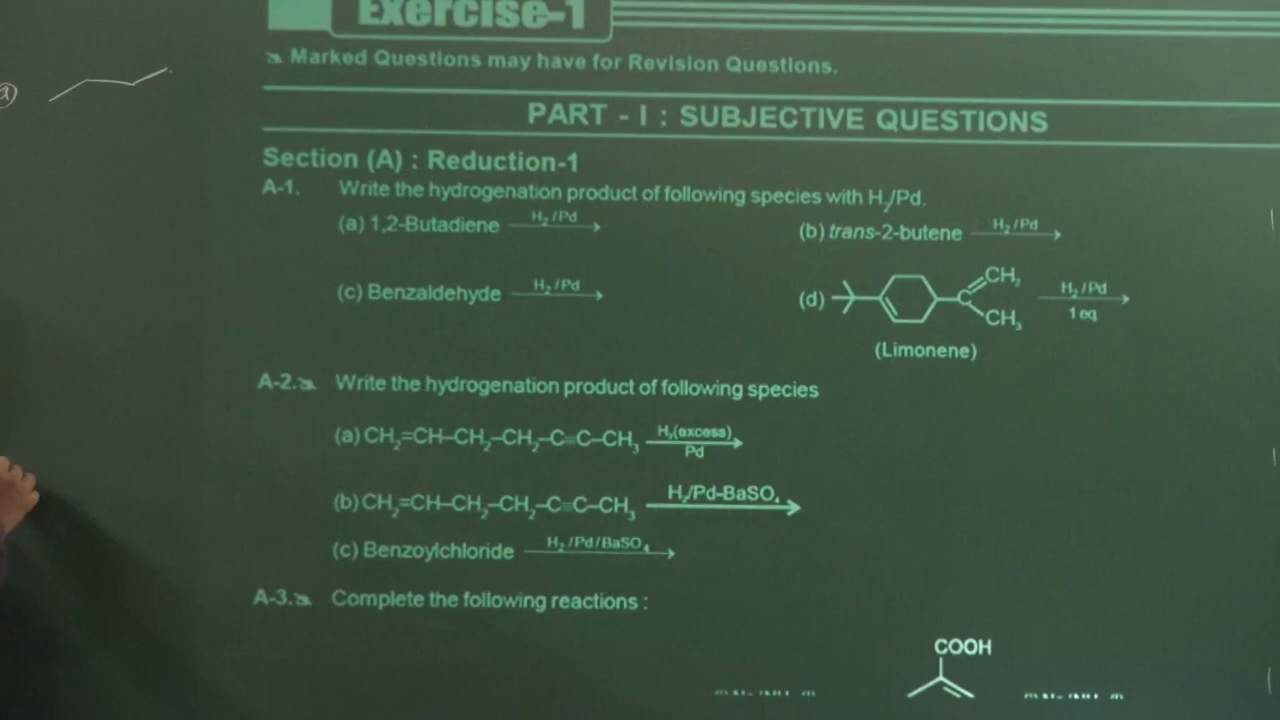 Exercise-1
Marked Questions may have for Revision Questions.
PART - I : SUBJECTIVE QUESTIONS
Section (A) : Reduction-1
A-1. Write the hydrogenation product of following species with H₂/Pd.
(a) 1,2-Butadiene H₂/Pd (b) trans-2-butene H₂/Pd
(c) Benzaldehyde H₂/Pd (d) C CH₂ CH₃ H₂/Pd 1 eq
(Limonene)
A-2. Write the hydrogenation product of following species
(a) CH₂=CH–CH₂–CH₂–C≡C–CH₃ H₂(excess) Pd
(b) CH₂=CH–CH₂–CH₂–C≡C–CH₃ H₂/Pd–BaSO₄
(c) Benzoylchloride H₂/Pd/BaSO₄
A-3. Complete the following reactions :
COOH